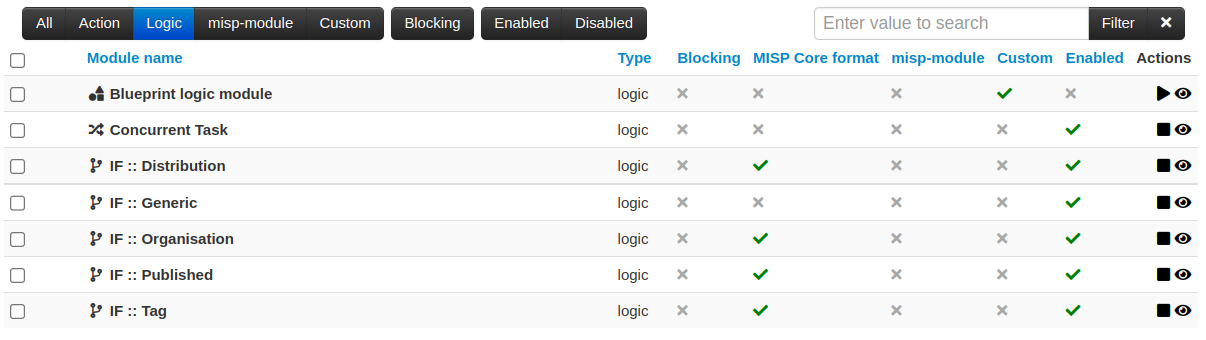 All Action Logic misp-module Custom Blocking Enabled Disabled Enter value to search Filter
Module name Type Blocking MISP Core format misp-module Custom Enabled Actions
Blueprint logic module logic
Concurrent Task logic
IF :: Distribution logic
IF :: Generic logic
IF :: Organisation logic
IF :: Published logic
IF :: Tag logic